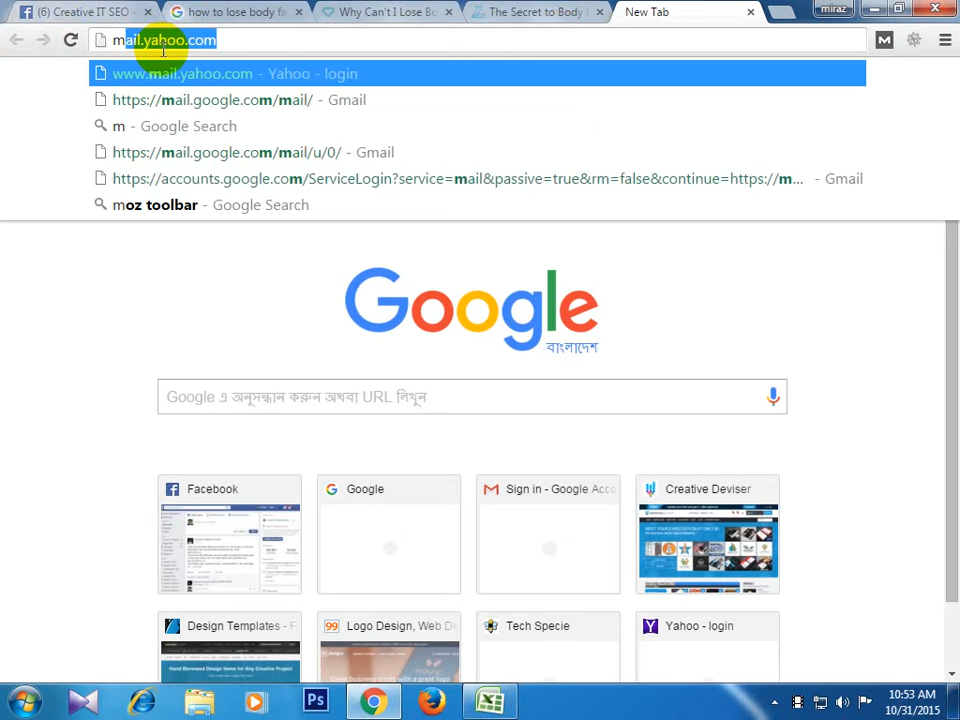 (6) Creative IT SEO -
how to lose body fa
Why Can't I Lose Bo
The Secret to Body
New Tab
miraz
mail.yahoo.com
M
www.mail.yahoo.com - Yahoo - login
https://mail.google.com/mail/ - Gmail
m - Google Search
https://mail.google.com/mail/u/0/ - Gmail
https://accounts.google.com/ServiceLogin?service=mail&passive=true&rm=false&continue=https://m... - Gmail
moz toolbar - Google Search
Google
বাংলাদেশ
Google এ অনুসন্ধান করুন অথবা URL লিখুন
Facebook
Google
Sign in - Google Acco
Creative Deviser
Design Templates - F
Logo Design, Web De
Tech Specie
Yahoo - login
Ps
10:53 AM
10/31/2015